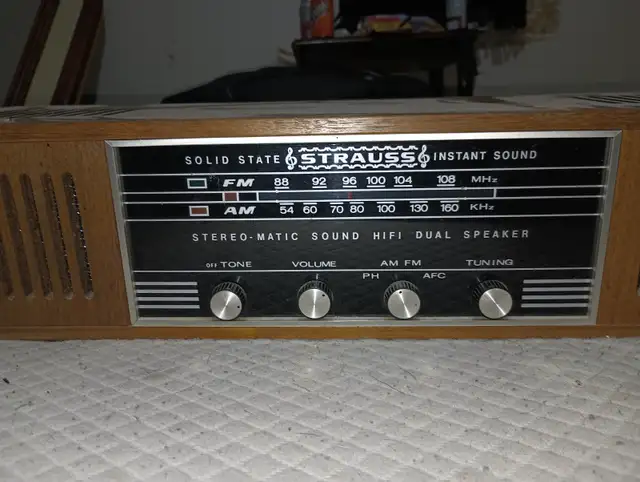 SOLID STATE STRAUSS INSTANT SOUND
FM 88 92 96 100 104 108 MHz
AM 54 60 70 80 100 130 160 KHz
STEREO-MATIC SOUND HIFI DUAL SPEAKER
OFF TONE VOLUME AM FM TUNING
PH AFC